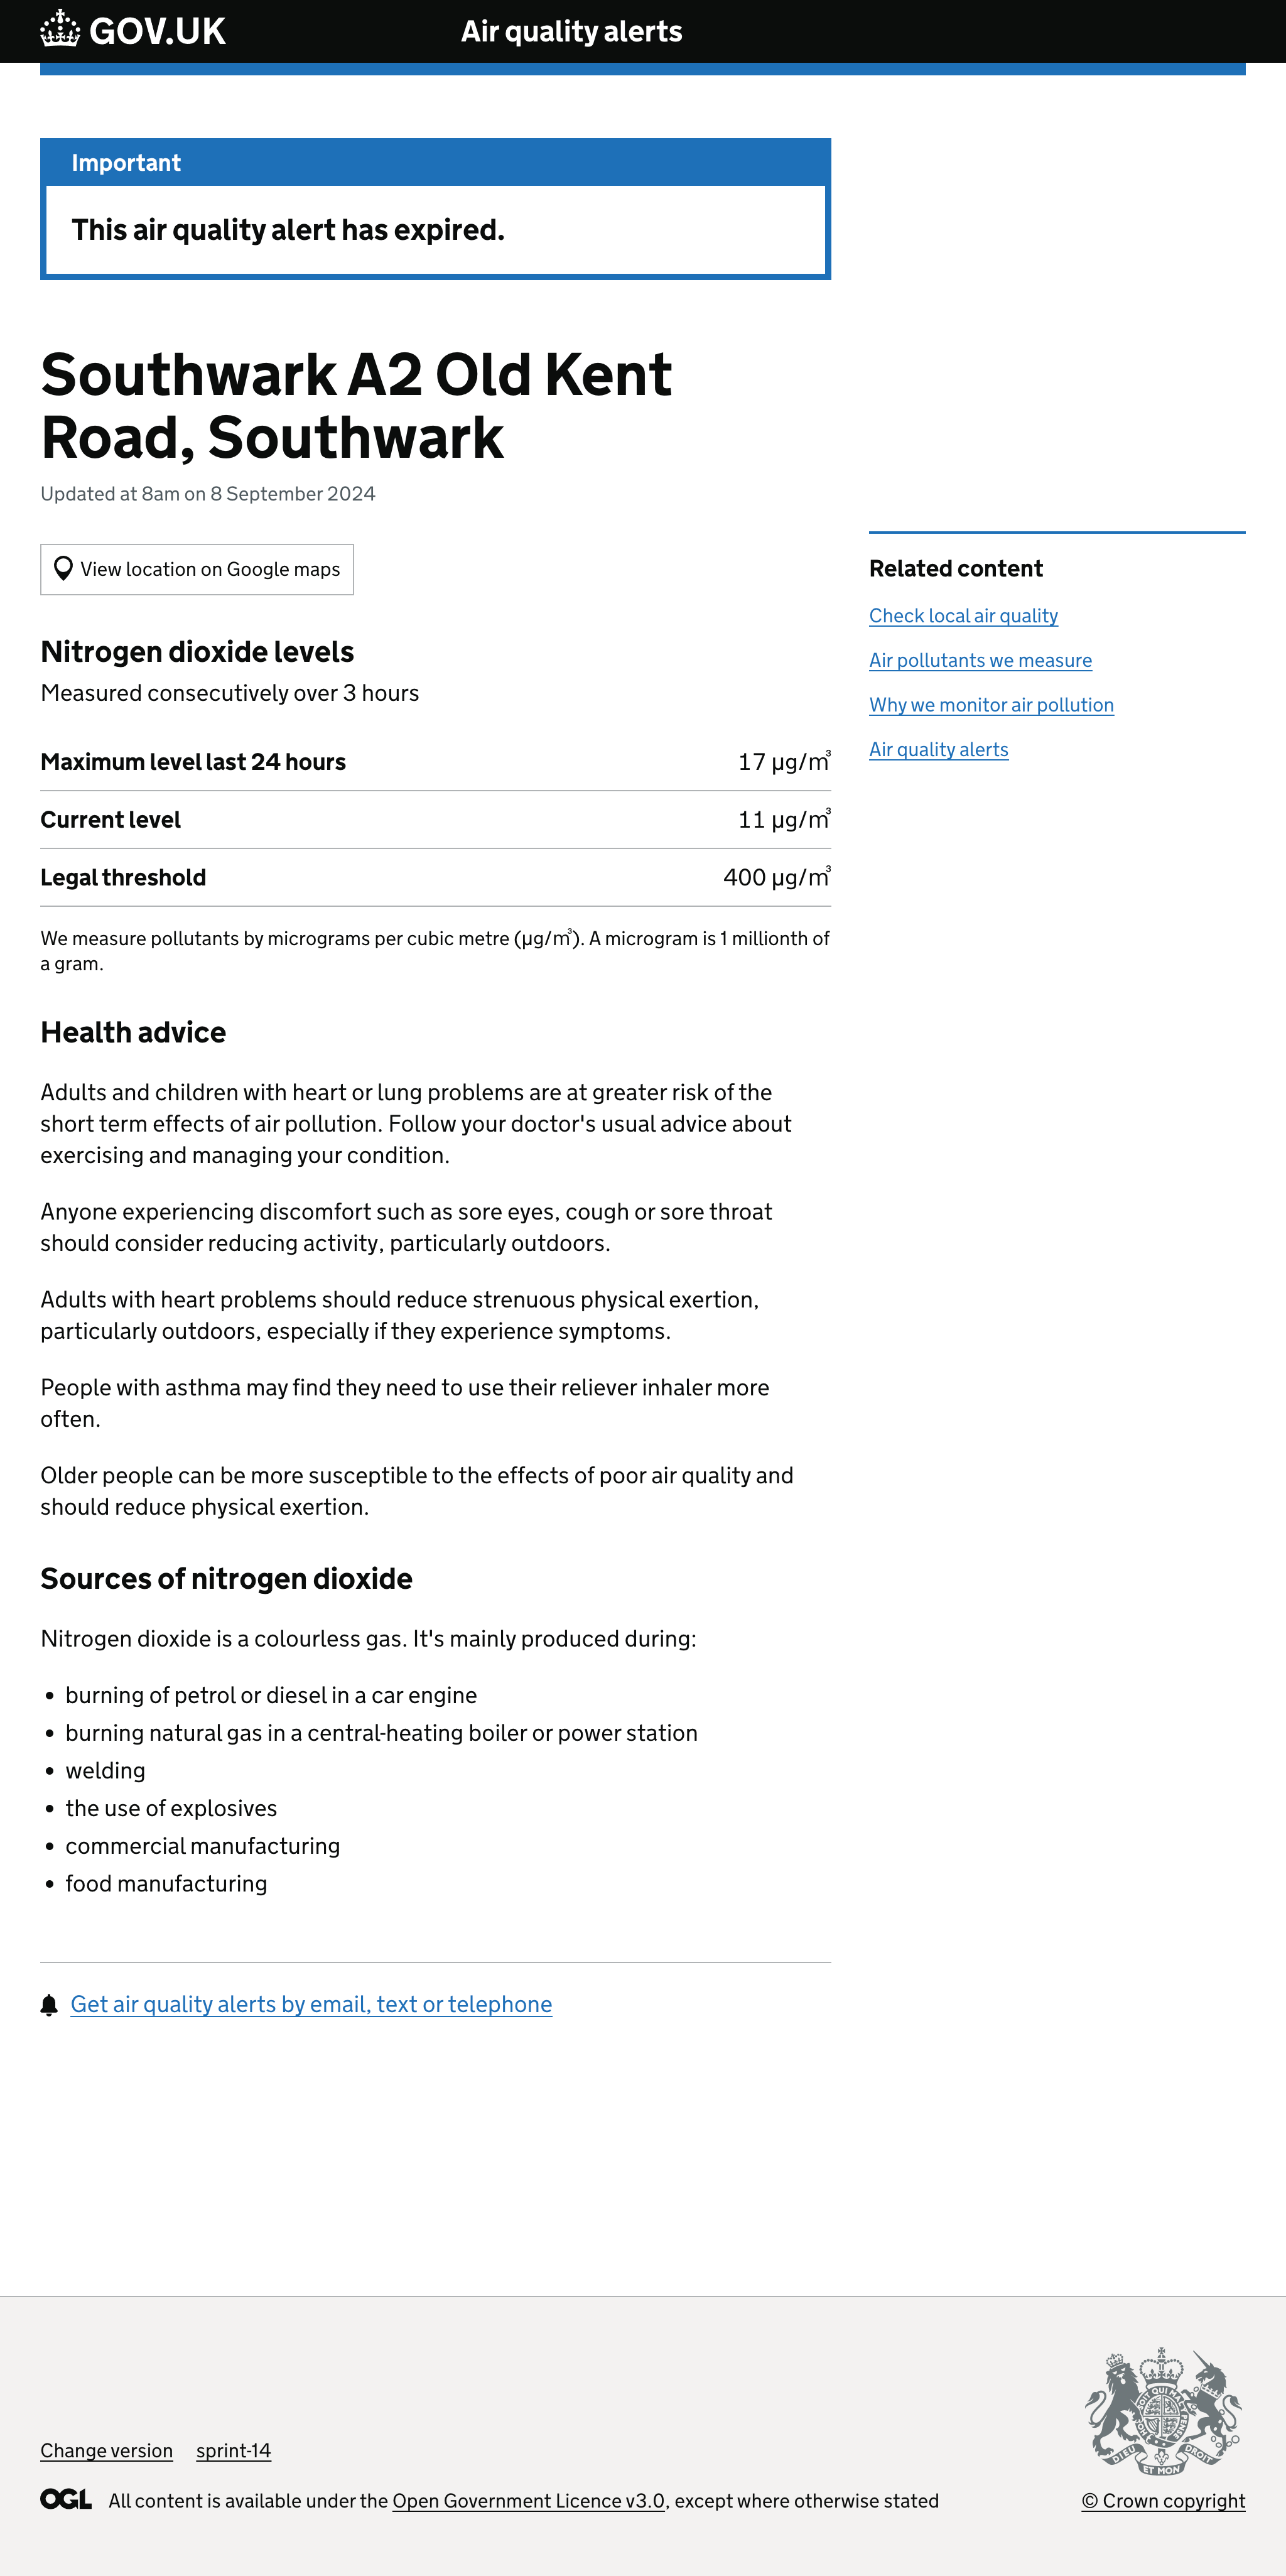 GOV.UK
Air quality alerts
Important
This air quality alert has expired.
Southwark A2 Old Kent
Road, Southwark
Updated at 8am on 8 September 2024
View location on Google maps
Nitrogen dioxide levels
Measured consecutively over 3 hours
Maximum level last 24 hours 17 µg/m³
Current level 11 µg/m³
Legal threshold 400 µg/m³
We measure pollutants by micrograms per cubic metre (µg/m³). A microgram is 1 millionth of
a gram.
Health advice
Adults and children with heart or lung problems are at greater risk of the
short term effects of air pollution. Follow your doctor's usual advice about
exercising and managing your condition.
Anyone experiencing discomfort such as sore eyes, cough or sore throat
should consider reducing activity, particularly outdoors.
Adults with heart problems should reduce strenuous physical exertion,
particularly outdoors, especially if they experience symptoms.
People with asthma may find they need to use their reliever inhaler more
often.
Older people can be more susceptible to the effects of poor air quality and
should reduce physical exertion.
Sources of nitrogen dioxide
Nitrogen dioxide is a colourless gas. It's mainly produced during:
• burning of petrol or diesel in a car engine
• burning natural gas in a central-heating boiler or power station
• welding
• the use of explosives
• commercial manufacturing
• food manufacturing
Get air quality alerts by email, text or telephone
Related content
Check local air quality
Air pollutants we measure
Why we monitor air pollution
Air quality alerts
Change version sprint-14
OGL All content is available under the Open Government Licence v3.0, except where otherwise stated
DIEU ET MON DROIT
© Crown copyright